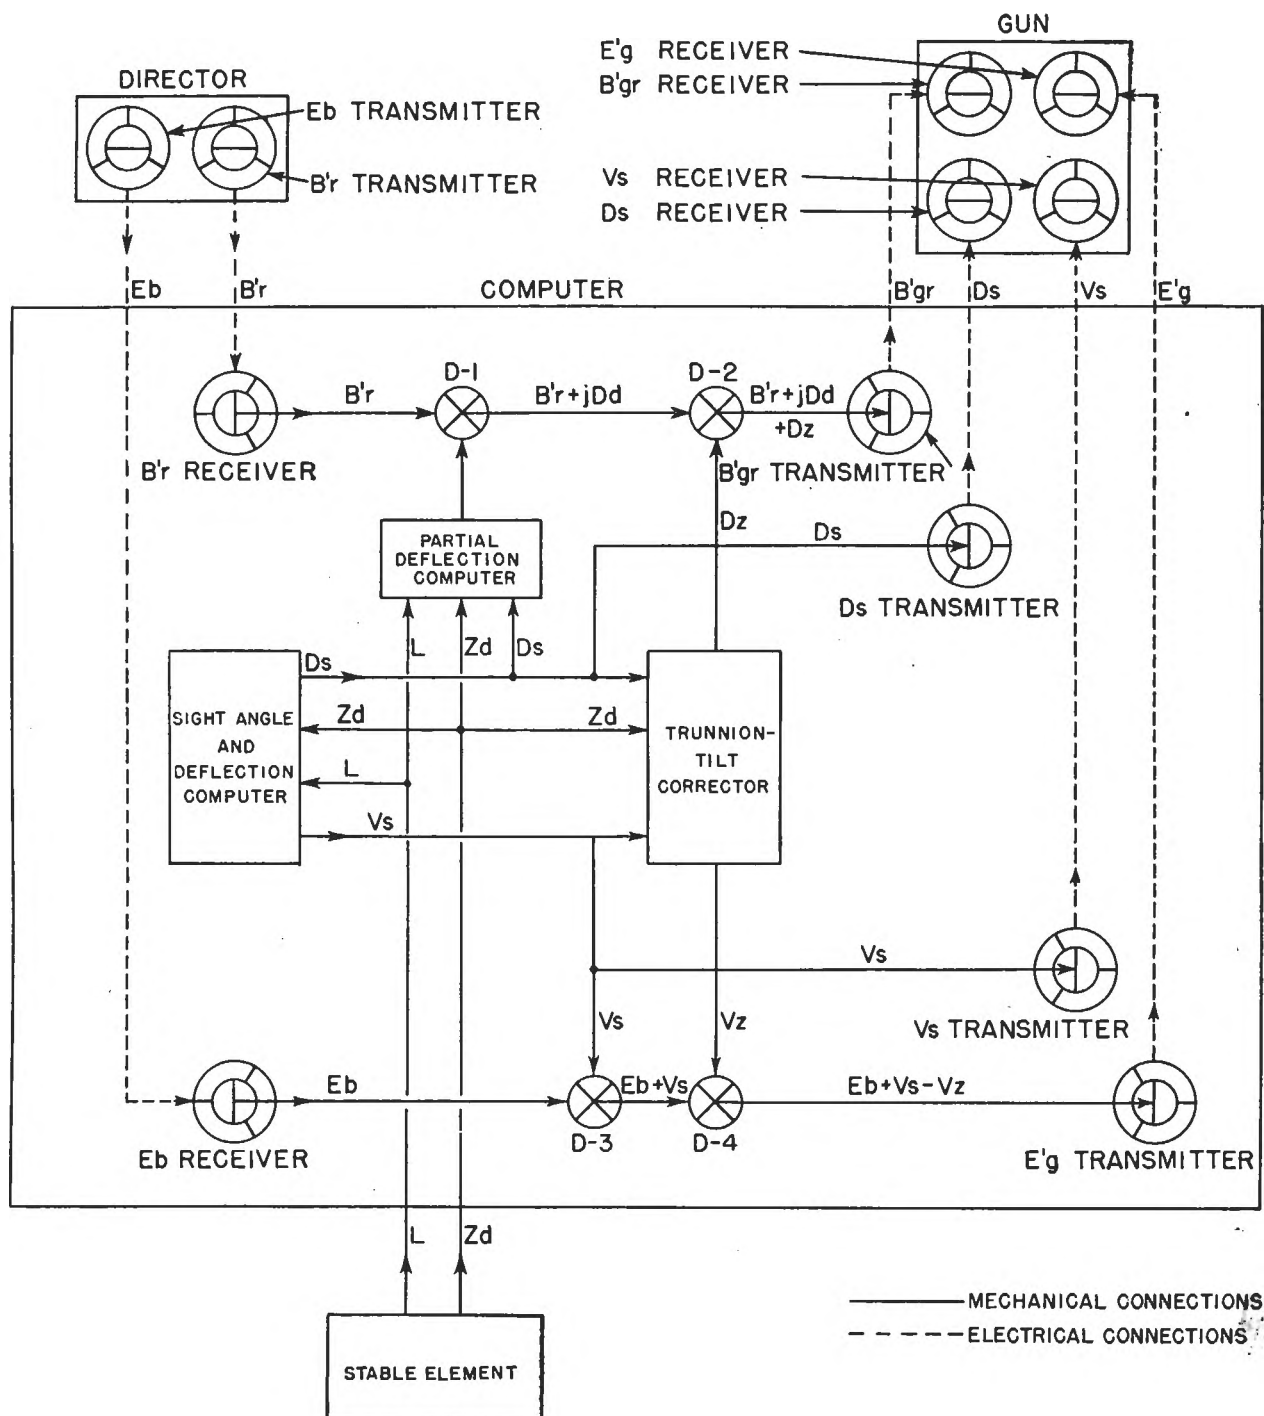 GUN
DIRECTOR
E'g RECEIVER
B'gr RECEIVER
Eb TRANSMITTER
B'r TRANSMITTER
Vs RECEIVER
Ds RECEIVER
Eb
B'r
COMPUTER
B'gr
Ds
Vs
E'g
D-1
D-2
B'r
B'r+jDd
B'r+jDd
+Dz
B'r RECEIVER
B'gr TRANSMITTER
Dz
Ds
PARTIAL
DEFLECTION
COMPUTER
Ds TRANSMITTER
L
Zd
Ds
Ds
SIGHT ANGLE
AND
DEFLECTION
COMPUTER
Zd
Zd
TRUNNION-
TILT
CORRECTOR
L
Vs
Vs
Vs
Vz
Vs TRANSMITTER
Eb
Eb+Vs
Eb+Vs-Vz
D-3
D-4
Eb RECEIVER
E'g TRANSMITTER
L
Zd
MECHANICAL CONNECTIONS
ELECTRICAL CONNECTIONS
STABLE ELEMENT